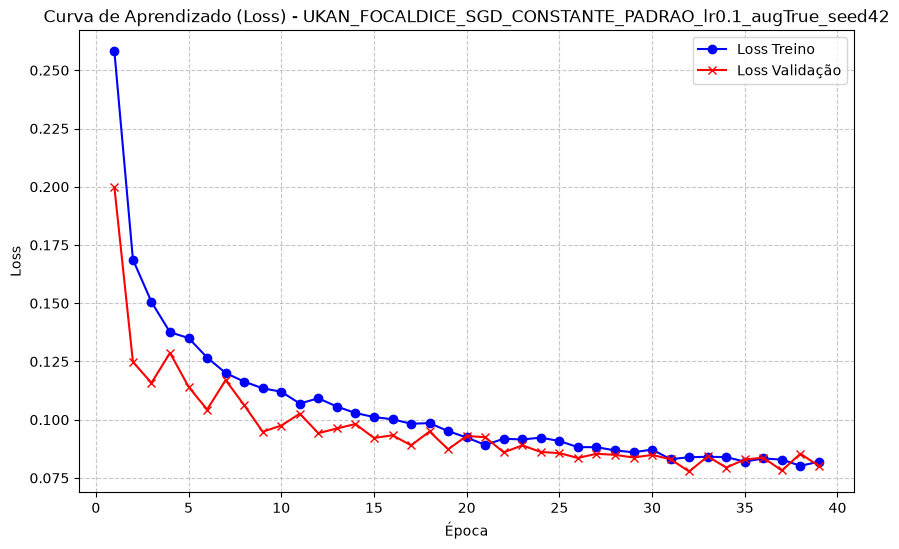 Curva de Aprendizado (Loss) - UKAN_FOCALDICE_SGD_CONSTANTE_PADRAO_lr0.1_augTrue_seed42
Loss Treino
Loss Validação
0.250
0.225
0.200
0.175
0.150
0.125
0.100
0.075
Loss
0 5 10 15 20 25 30 35 40
Época